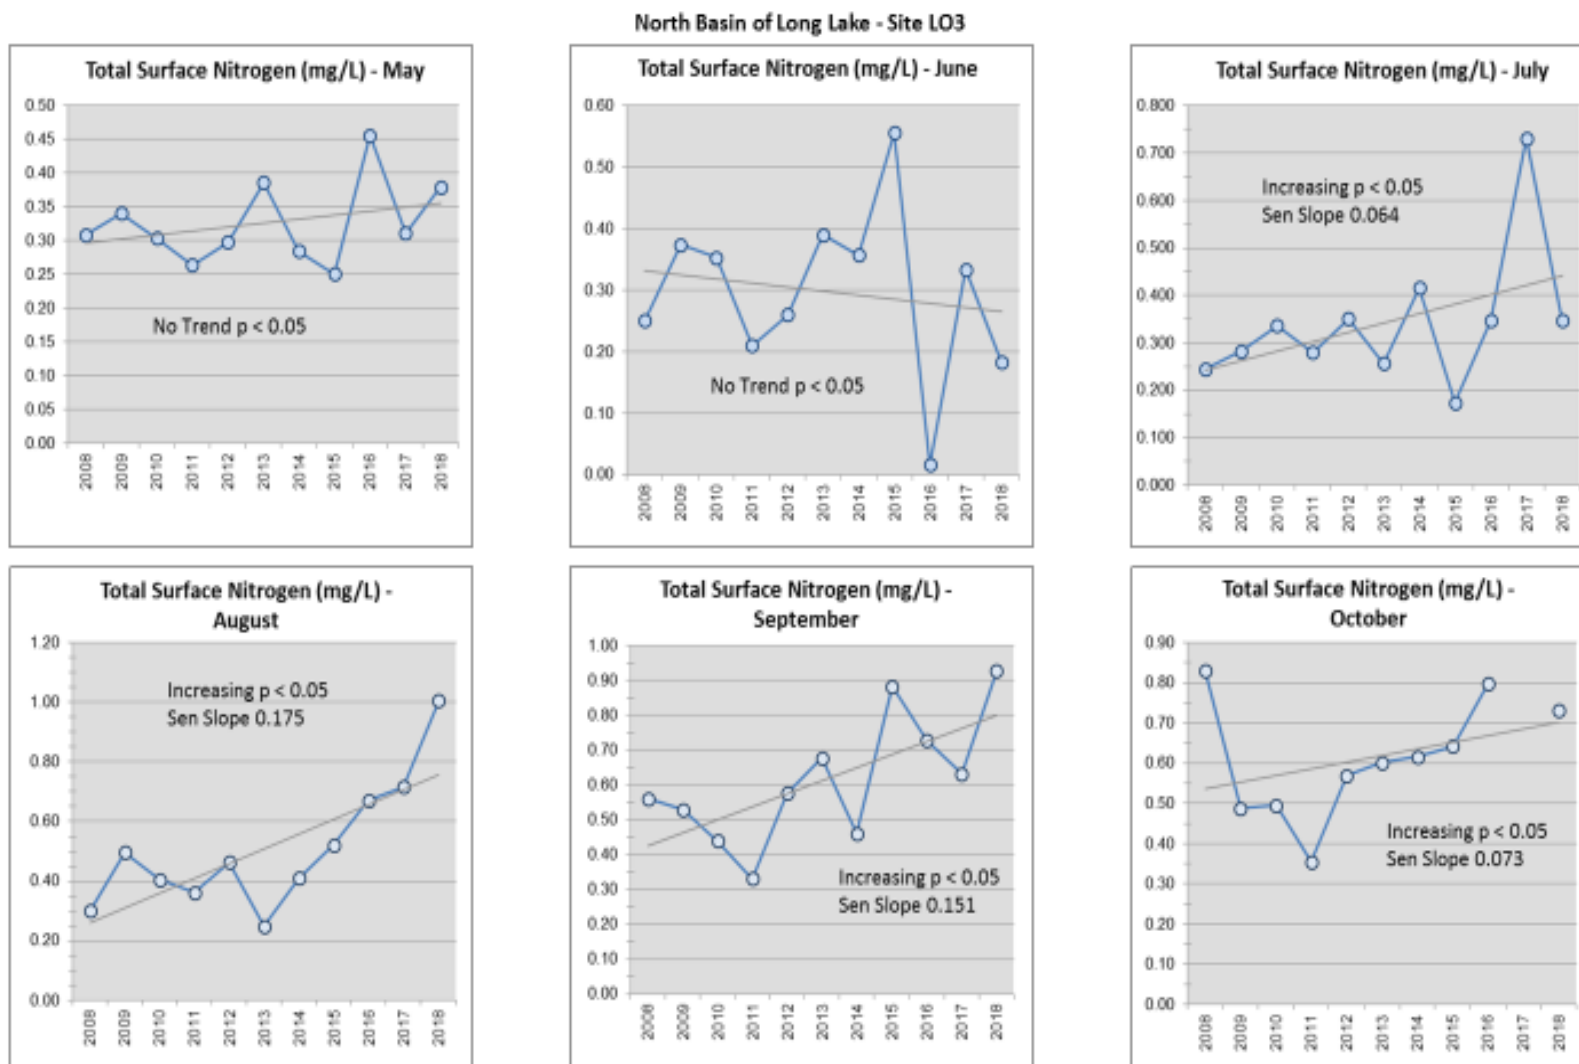 North Basin of Long Lake - Site LO3
Total Surface Nitrogen (mg/L) - May
0.50
0.45
0.40
0.35
0.30
0.25
0.20
0.15
0.10
0.05
0.00
No Trend p < 0.05
2008 2009 2010 2011 2012 2013 2014 2015 2016 2017 2018
Total Surface Nitrogen (mg/L) - June
0.60
0.50
0.40
0.30
0.20
0.10
0.00
No Trend p < 0.05
2008 2009 2010 2011 2012 2013 2014 2015 2016 2017 2018
Total Surface Nitrogen (mg/L) - July
0.800
0.700
0.600
0.500
0.400
0.300
0.200
0.100
0.000
Increasing p < 0.05
Sen Slope 0.064
2008 2009 2010 2011 2012 2013 2014 2015 2016 2017 2018
Total Surface Nitrogen (mg/L) -
August
1.20
1.00
0.80
0.60
0.40
0.20
0.00
Increasing p < 0.05
Sen Slope 0.175
2008 2009 2010 2011 2012 2013 2014 2015 2016 2017 2018
Total Surface Nitrogen (mg/L) -
September
1.00
0.90
0.80
0.70
0.60
0.50
0.40
0.30
0.20
0.10
0.00
Increasing p < 0.05
Sen Slope 0.151
2008 2009 2010 2011 2012 2013 2014 2015 2016 2017 2018
Total Surface Nitrogen (mg/L) -
October
0.90
0.80
0.70
0.60
0.50
0.40
0.30
0.20
0.10
0.00
Increasing p < 0.05
Sen Slope 0.073
2008 2009 2010 2011 2012 2013 2014 2015 2016 2017 2018